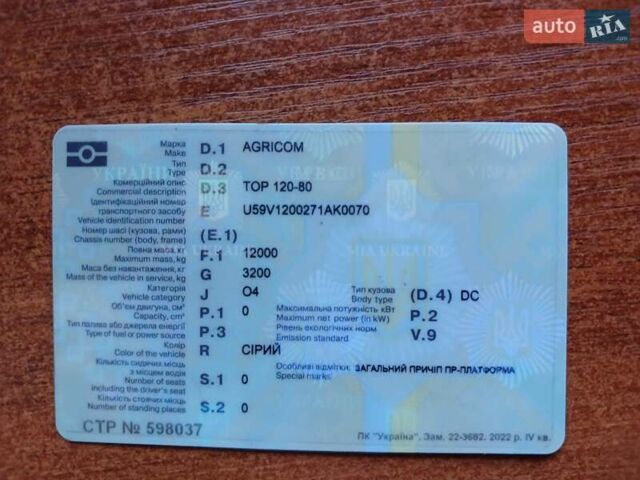 auto RIA .com
Марка
Make D.1 AGRICOM
Тип
Type D.2
Комерційний опис
Commercial description D.3 TOP 120-80
Ідентифікаційний номер
транспортного засобу
Vehicle identification number E U59V1200271AK0070
Номер шасі (кузова, рами)
Chassis number (body, frame) (E.1)
Повна маса, кг
Maximum mass, kg F.1 12000
Маса без навантаження, кг
Mass of the vehicle in service, kg G 3200
Категорія
Vehicle category J O4
Тип кузова
Body type (D.4) DC
Об'єм двигуна, см³
Capacity, cm³ P.1 0
Максимальна потужність кВт
Maximum net power (in kW) P.2
Тип палива або джерела енергії
Type of fuel or power source P.3
Рівень екологічних норм
Emission standard V.9
Колір
Color of the vehicle R СІРИЙ
Кількість сидячих місць
з місцем водія
Number of seats
including the driver's seat S.1 0
Особливі відмітки: ЗАГАЛЬНИЙ ПРИЧІП ПР-ПЛАТФОРМА
Special marks
Кількість стоячих місць
Number of standing places S.2 0
СТР № 598037
ПК "Україна", Зам. 22-3682. 2022 р. IV кв.
УКРАЇНА
MIA UKRAINE